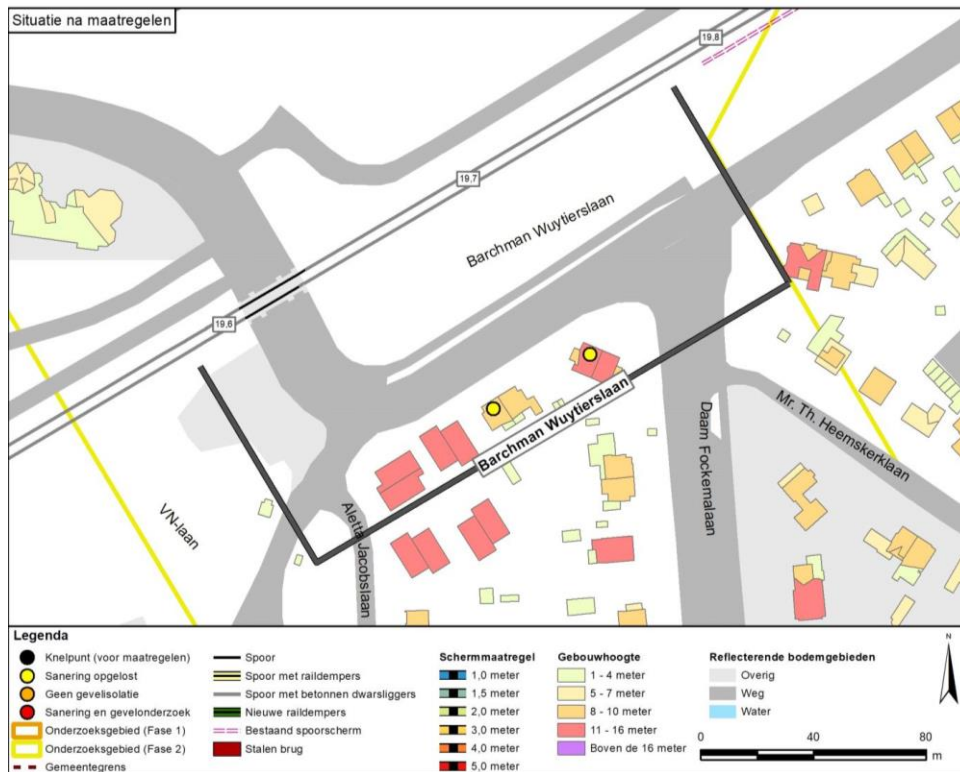 Situatie na maatregelen
19,8
19,7
Barchman Wuytierslaan
19,6
Barchman Wuytierslaan
Mr. Th. Heemskerklaan
Daam Fockemalaan
VN-laan
Aletta Jacobslaan
Legenda
Knelpunt (voor maatregelen)
Sanering opgelost
Geen gevelisolatie
Sanering en gevelonderzoek
Onderzoeksgebied (Fase 1)
Onderzoeksgebied (Fase 2)
Gemeentegrens
Spoor
Spoor met raildempers
Spoor met betonnen dwarsliggers
Nieuwe raildempers
Bestaand spoorscherm
Stalen brug
Schermmaatregel
1,0 meter
1,5 meter
2,0 meter
3,0 meter
4,0 meter
5,0 meter
Gebouwhoogte
1 - 4 meter
5 - 7 meter
8 - 10 meter
11 - 16 meter
Boven de 16 meter
Reflecterende bodemgebieden
Overig
Weg
Water
N
0 40 80
m